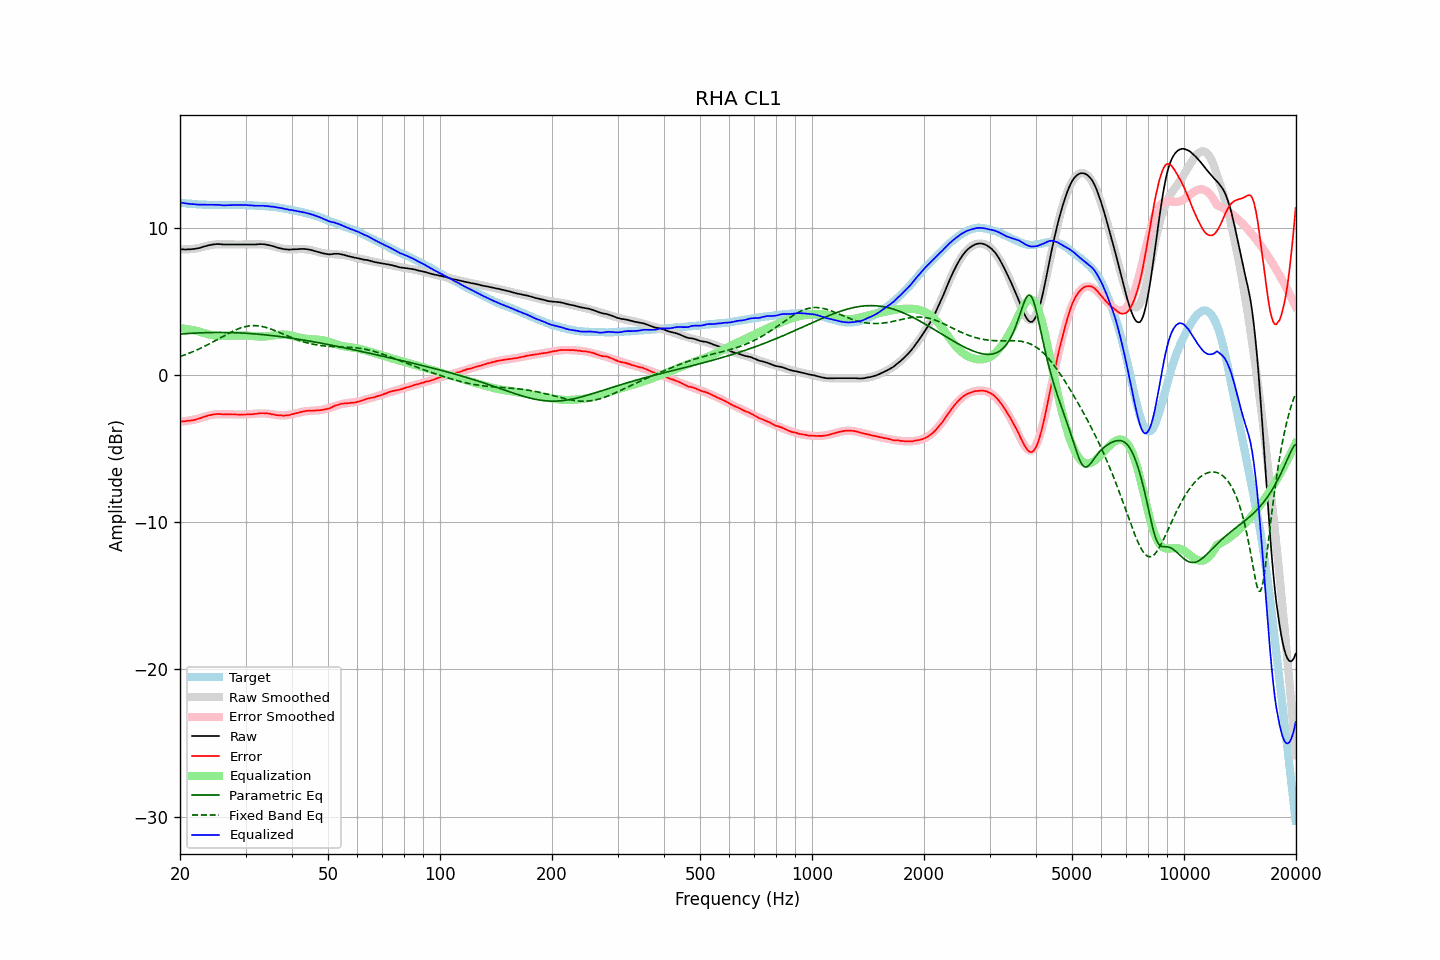 RHA CL1
Amplitude (dBr)
10
0
−10
−20
−30
Target
Raw Smoothed
Error Smoothed
Raw
Error
Equalization
Parametric Eq
Fixed Band Eq
Equalized
20 50 100 200 500 1000 2000 5000 10000 20000
Frequency (Hz)